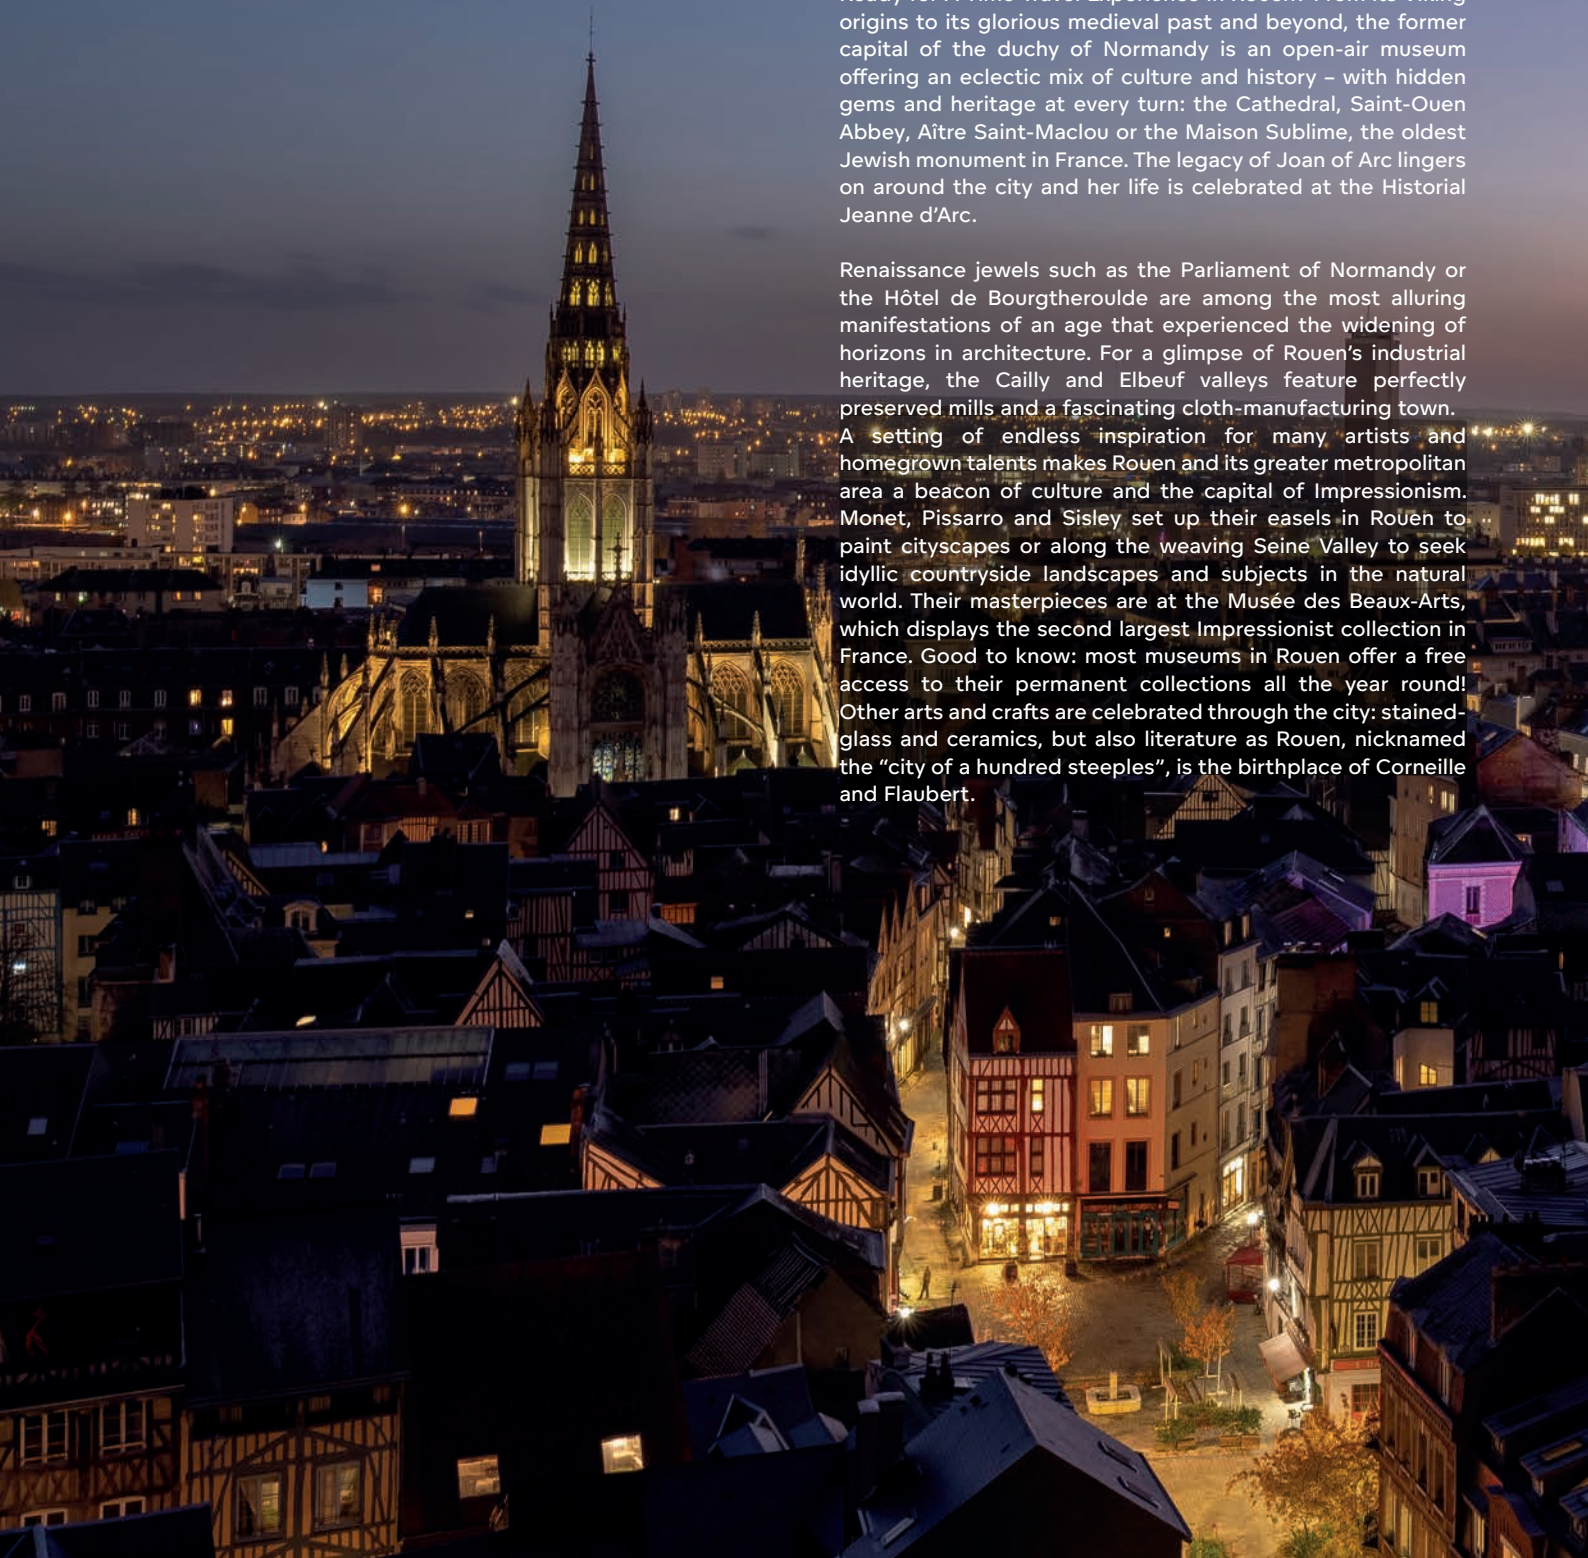 Ready for A Time Travel Experience in Rouen? From its Viking
origins to its glorious medieval past and beyond, the former
capital of the duchy of Normandy is an open-air museum
offering an eclectic mix of culture and history – with hidden
gems and heritage at every turn: the Cathedral, Saint-Ouen
Abbey, Aître Saint-Maclou or the Maison Sublime, the oldest
Jewish monument in France. The legacy of Joan of Arc lingers
on around the city and her life is celebrated at the Historial
Jeanne d’Arc.
Renaissance jewels such as the Parliament of Normandy or
the Hôtel de Bourgtheroulde are among the most alluring
manifestations of an age that experienced the widening of
horizons in architecture. For a glimpse of Rouen’s industrial
heritage, the Cailly and Elbeuf valleys feature perfectly
preserved mills and a fascinating cloth-manufacturing town.
A setting of endless inspiration for many artists and
homegrown talents makes Rouen and its greater metropolitan
area a beacon of culture and the capital of Impressionism.
Monet, Pissarro and Sisley set up their easels in Rouen to
paint cityscapes or along the weaving Seine Valley to seek
idyllic countryside landscapes and subjects in the natural
world. Their masterpieces are at the Musée des Beaux-Arts,
which displays the second largest Impressionist collection in
France. Good to know: most museums in Rouen offer a free
access to their permanent collections all the year round!
Other arts and crafts are celebrated through the city: stained-
glass and ceramics, but also literature as Rouen, nicknamed
the “city of a hundred steeples”, is the birthplace of Corneille
and Flaubert.